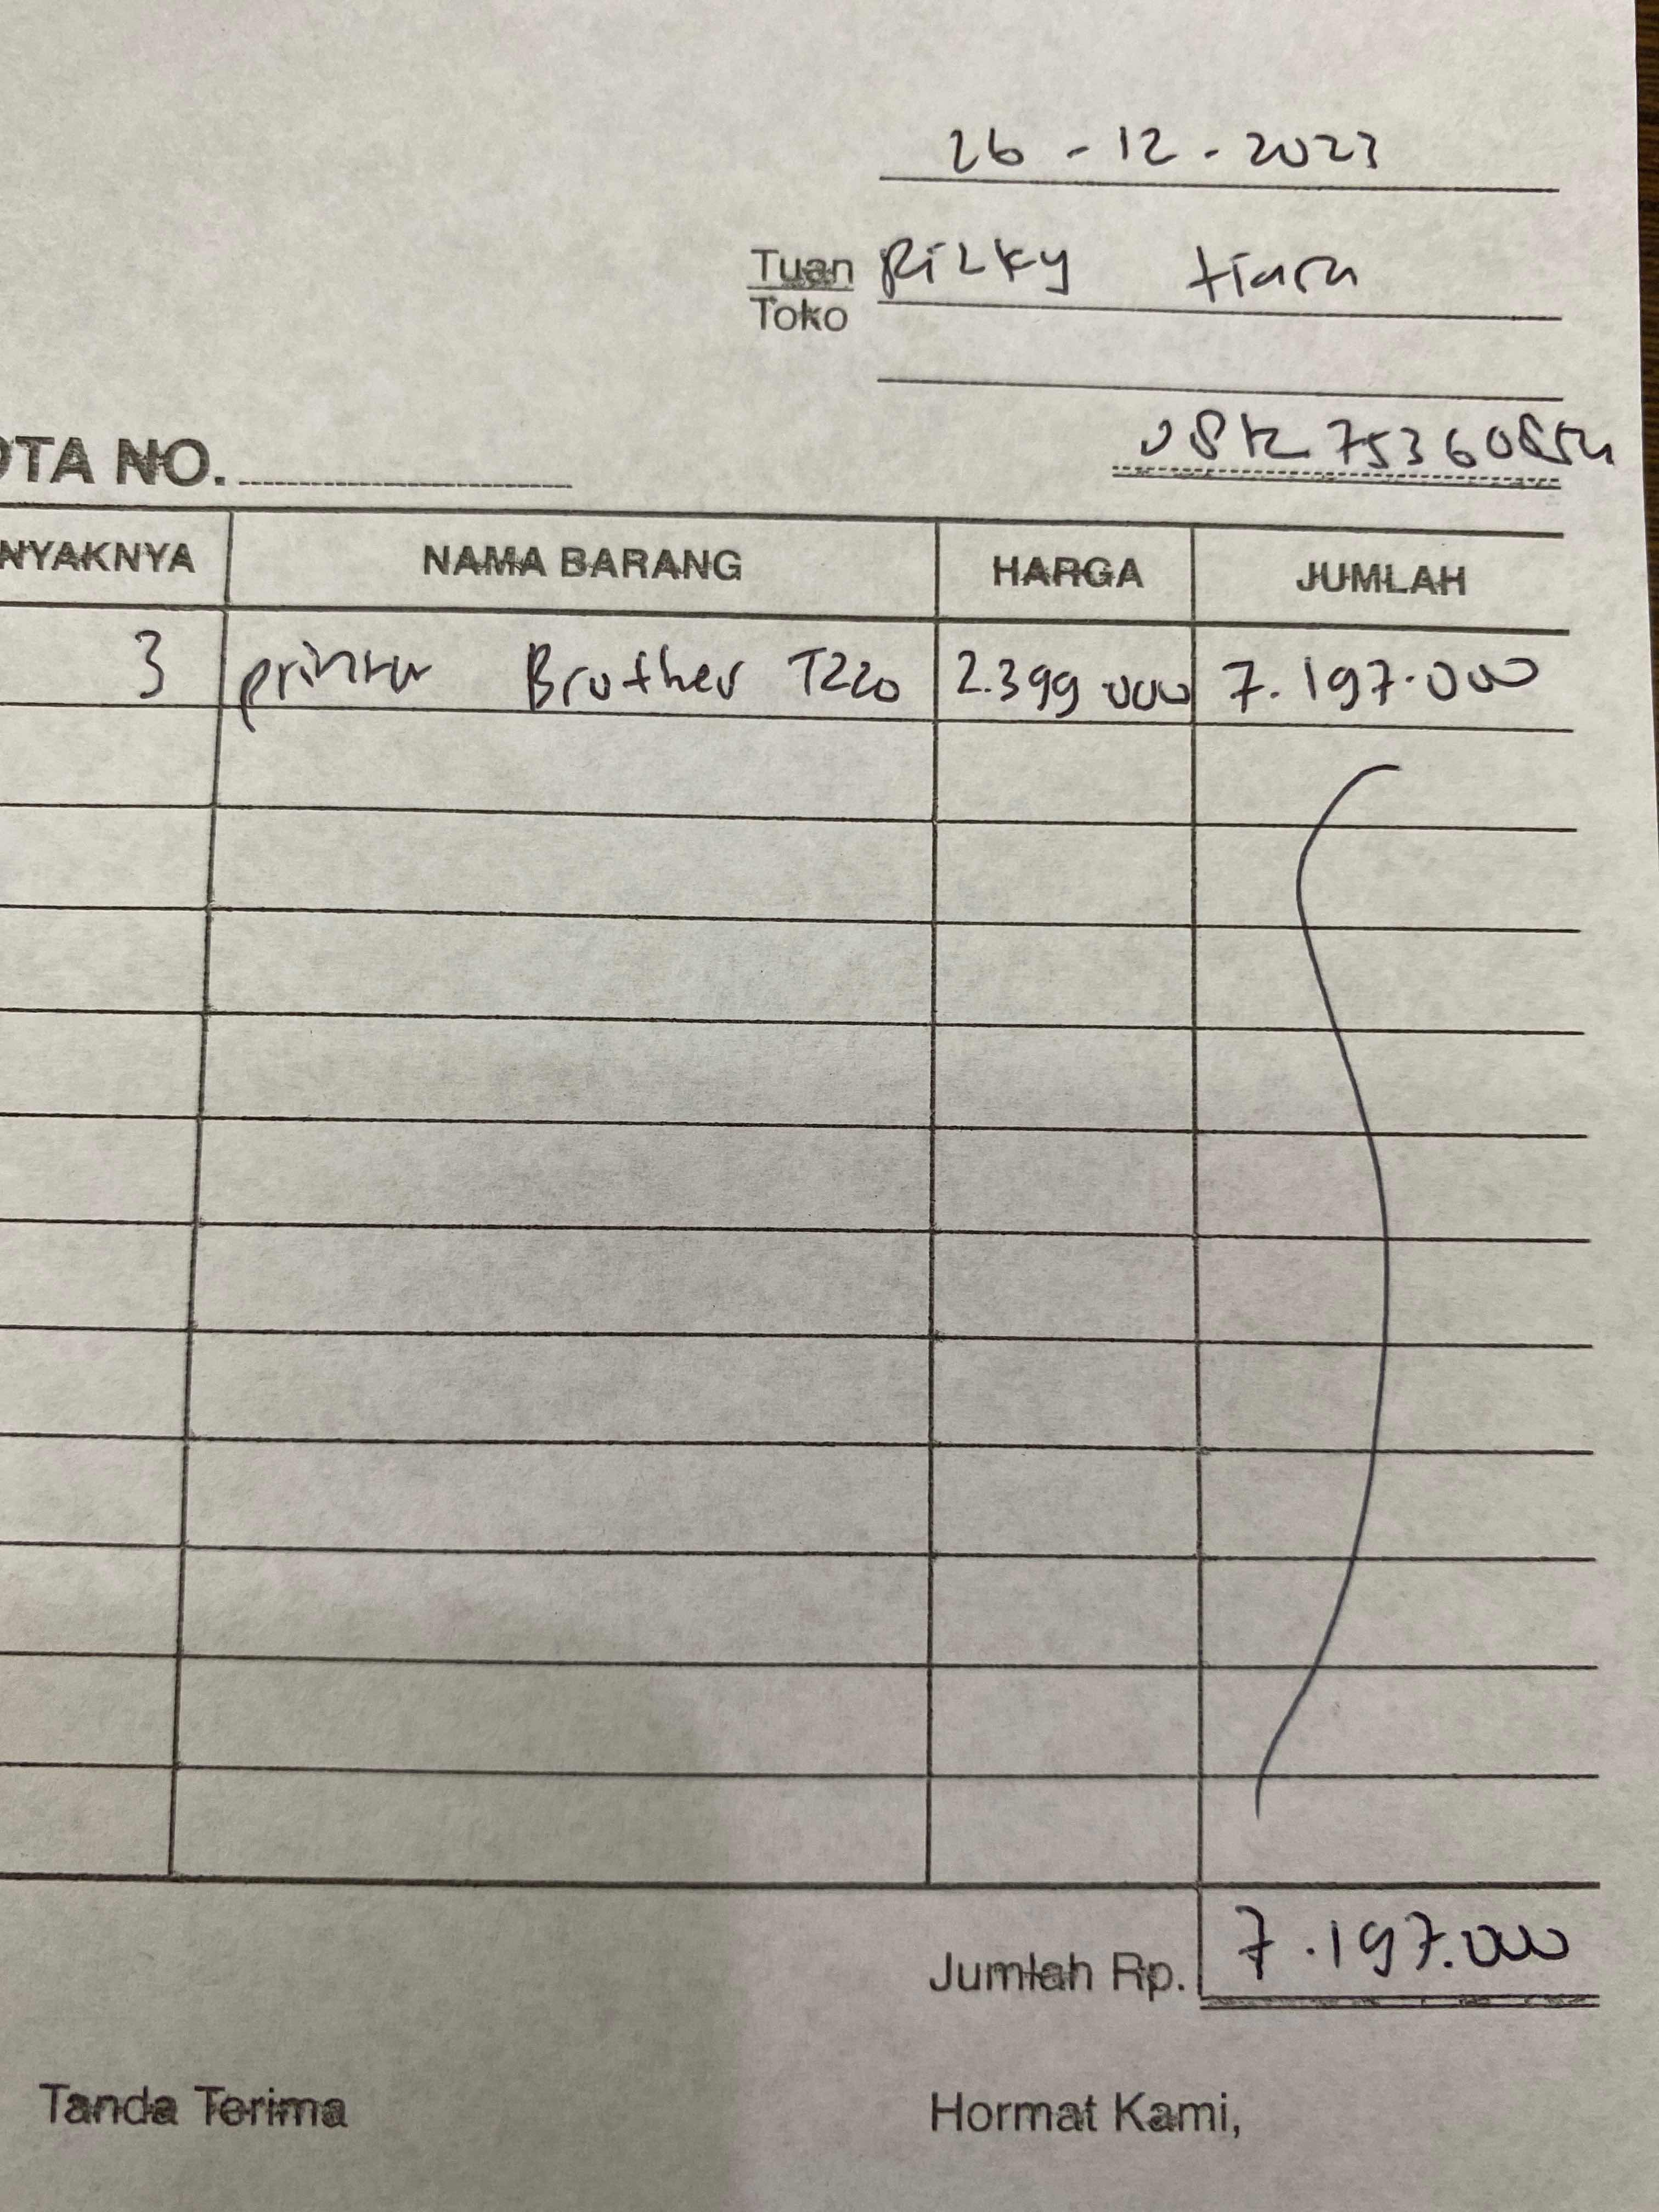 26 - 12 - 2023
Tuan Rizky tiara
Toko
OTA NO.
NYAKNYA NAMA BARANG HARGA JUMLAH
3 printer Brother T220 2.399.000 7.197.000
Jumlah Rp. 7.197.000
Tanda Terima Hormat Kami,